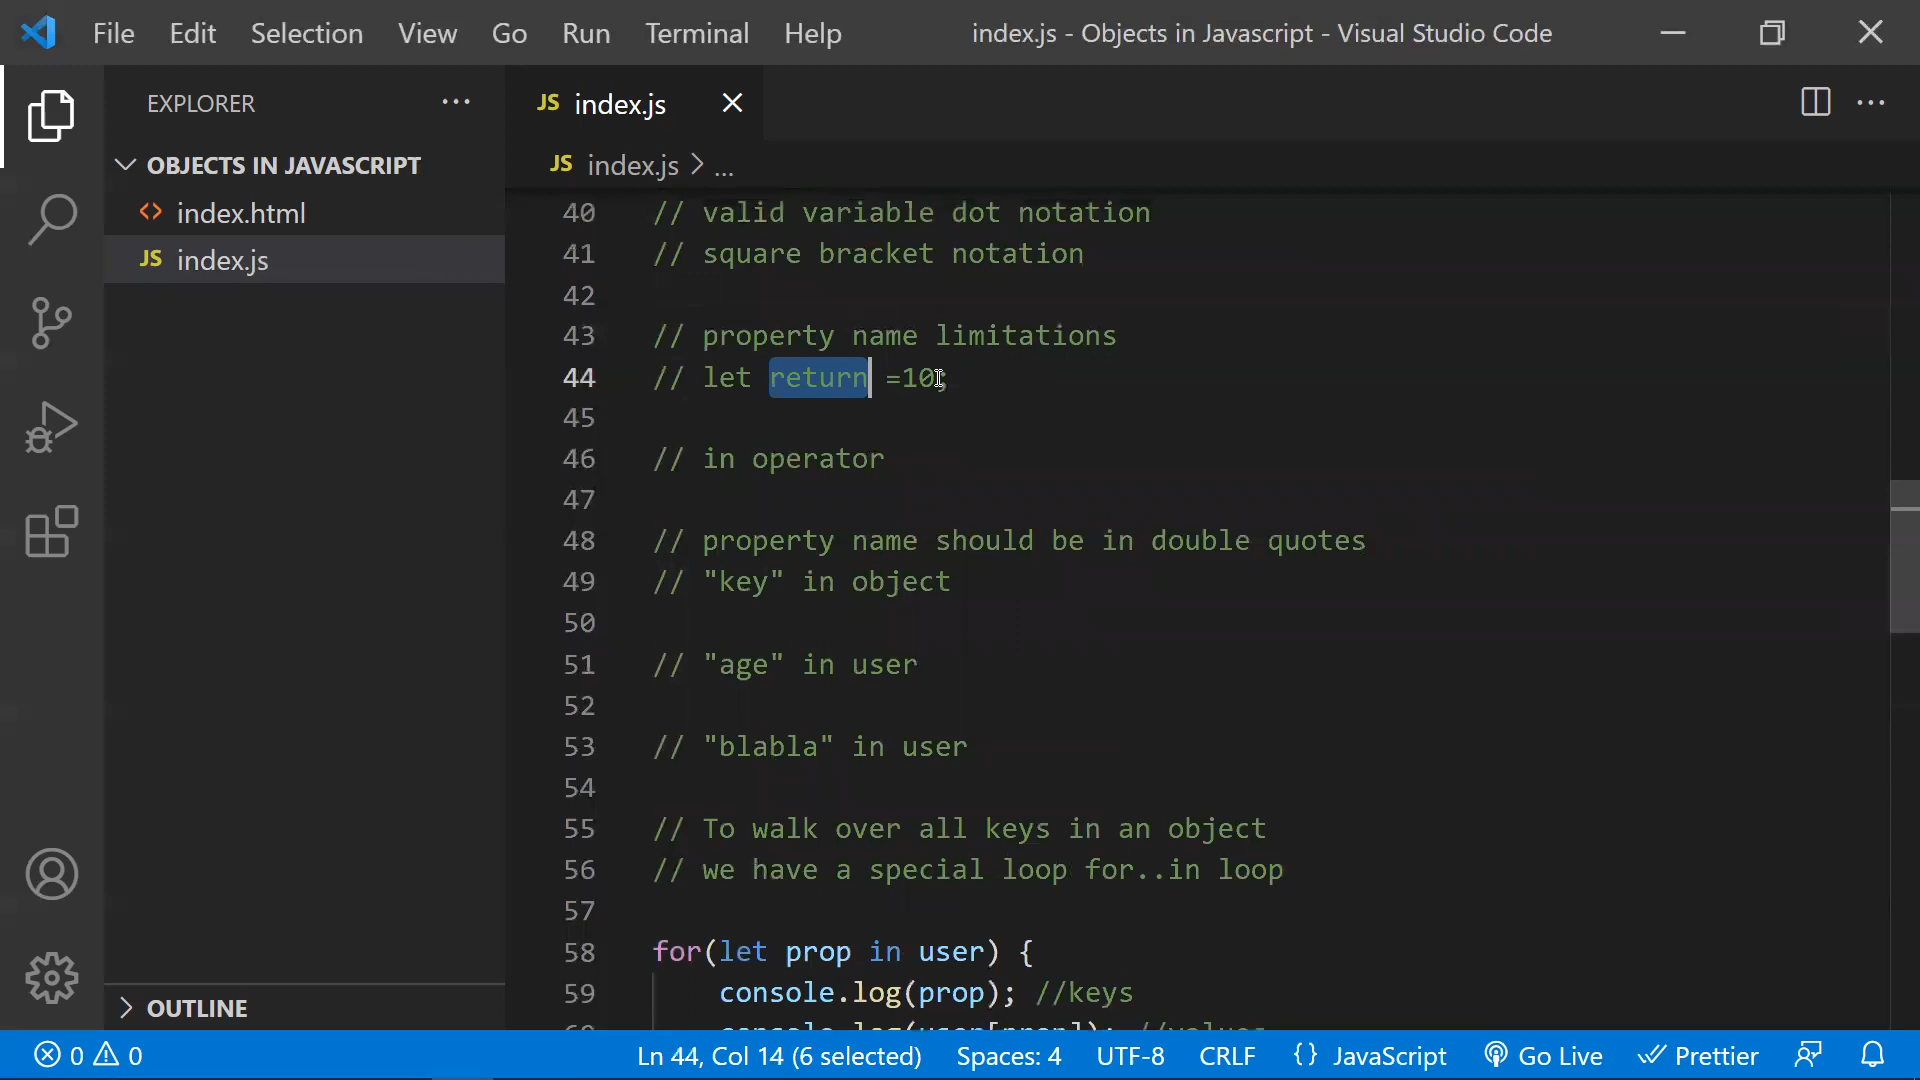 File Edit Selection View Go Run Terminal Help index.js - Objects in Javascript - Visual Studio Code
EXPLORER ...
JS index.js
OBJECTS IN JAVASCRIPT
JS index.js > ...
<> index.html
JS index.js
40 // valid variable dot notation
41 // square bracket notation
42
43 // property name limitations
44 // let return =10;
45
46 // in operator
47
48 // property name should be in double quotes
49 // "key" in object
50
51 // "age" in user
52
53 // "blabla" in user
54
55 // To walk over all keys in an object
56 // we have a special loop for..in loop
57
58 for(let prop in user) {
59 console.log(prop); //keys
60 console.log(user[prop]); //values
OUTLINE
0 0 Ln 44, Col 14 (6 selected) Spaces: 4 UTF-8 CRLF {} JavaScript Go Live Prettier